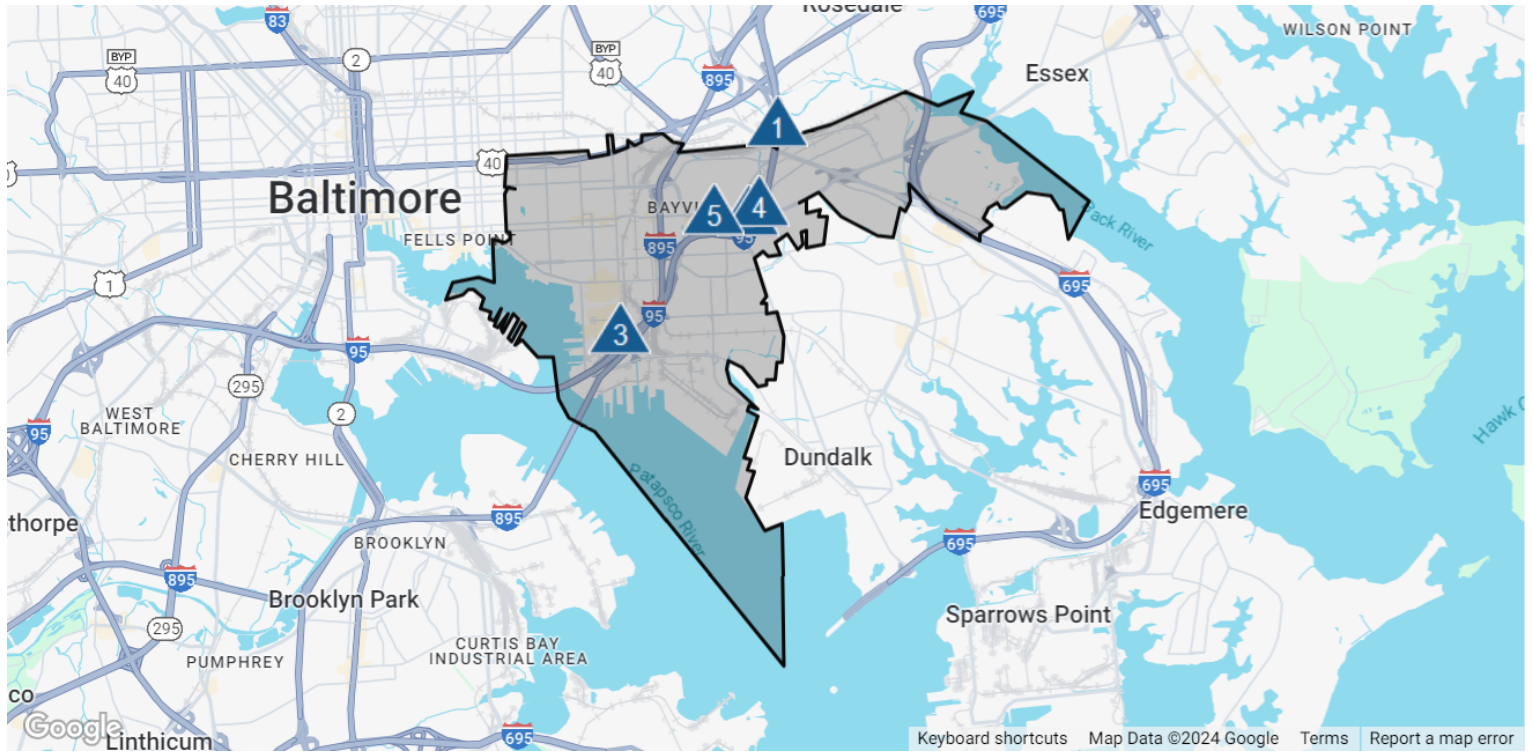 83
Rosedale
695
WILSON POINT
BYP
40
2
BYP
40
895
Essex
1
40
Baltimore
BAYVI
5
4
FELLS POINT
895
95
Back River
1
695
95
3
95
295
2
Hawk
WEST
BALTIMORE
95
CHERRY HILL
Dundalk
Patapsco River
695
Edgemere
thorpe
895
BROOKLYN
695
895
Brooklyn Park
Sparrows Point
295
CURTIS BAY
INDUSTRIAL AREA
PUMPHREY
co
Google
Linthicum
695
Keyboard shortcuts
Map Data ©2024 Google
Terms
Report a map error